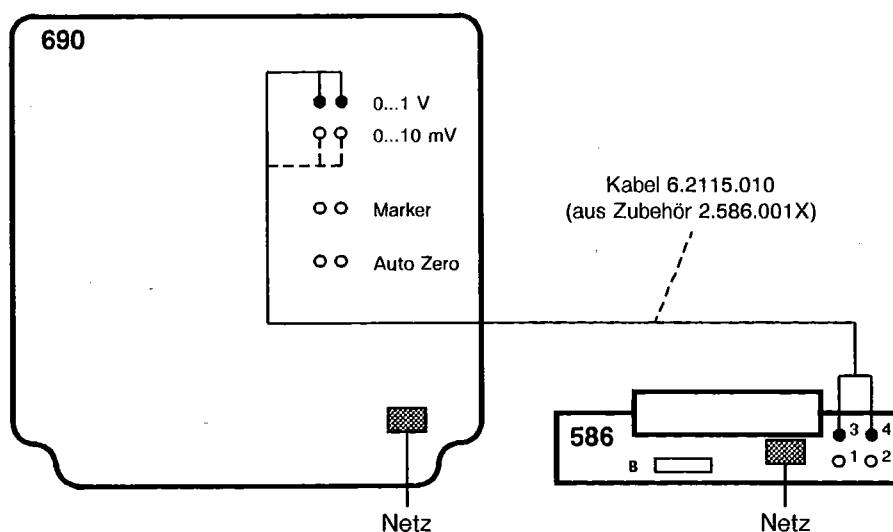 690
0...1 V
0...10 mV
Marker
Auto Zero
Kabel 6.2115.010
(aus Zubehör 2.586.001X)
586
3 4
1 2
B
Netz
Netz